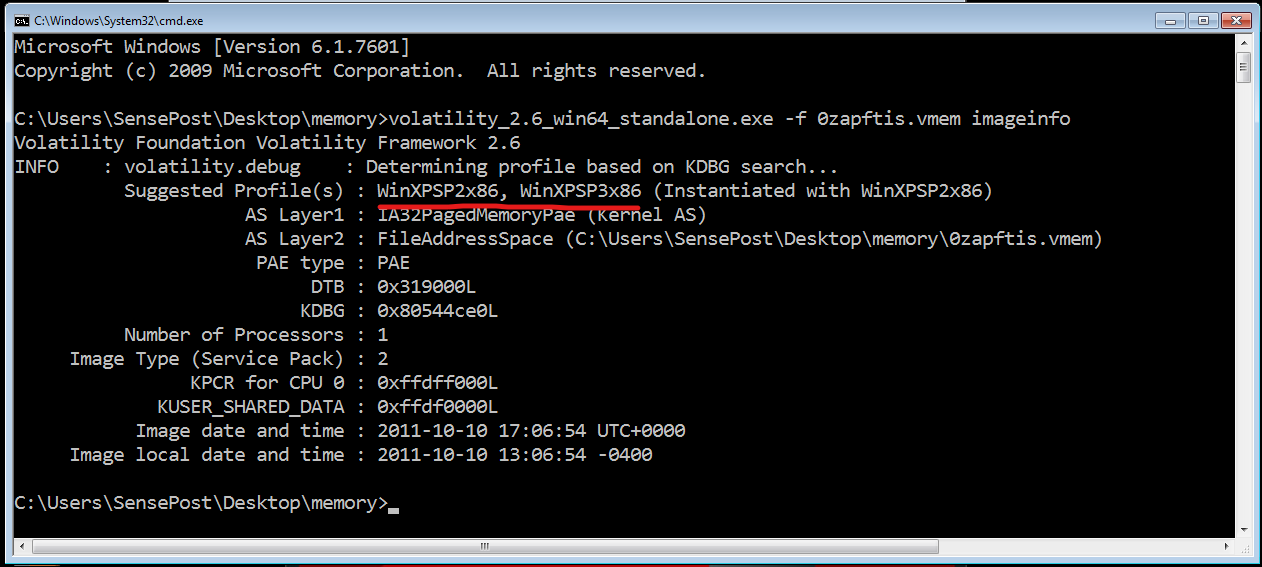 C:\Windows\System32\cmd.exe
Microsoft Windows [Version 6.1.7601]
Copyright (c) 2009 Microsoft Corporation.  All rights reserved.
C:\Users\SensePost\Desktop\memory>volatility_2.6_win64_standalone.exe -f 0zapftis.vmem imageinfo
Volatility Foundation Volatility Framework 2.6
INFO    : volatility.debug    : Determining profile based on KDBG search...
Suggested Profile(s) : WinXPSP2x86, WinXPSP3x86 (Instantiated with WinXPSP2x86)
AS Layer1 : IA32PagedMemoryPae (Kernel AS)
AS Layer2 : FileAddressSpace (C:\Users\SensePost\Desktop\memory\0zapftis.vmem)
PAE type : PAE
DTB : 0x319000L
KDBG : 0x80544ce0L
Number of Processors : 1
Image Type (Service Pack) : 2
KPCR for CPU 0 : 0xffdff000L
KUSER_SHARED_DATA : 0xffdf0000L
Image date and time : 2011-10-10 17:06:54 UTC+0000
Image local date and time : 2011-10-10 13:06:54 -0400
C:\Users\SensePost\Desktop\memory>_